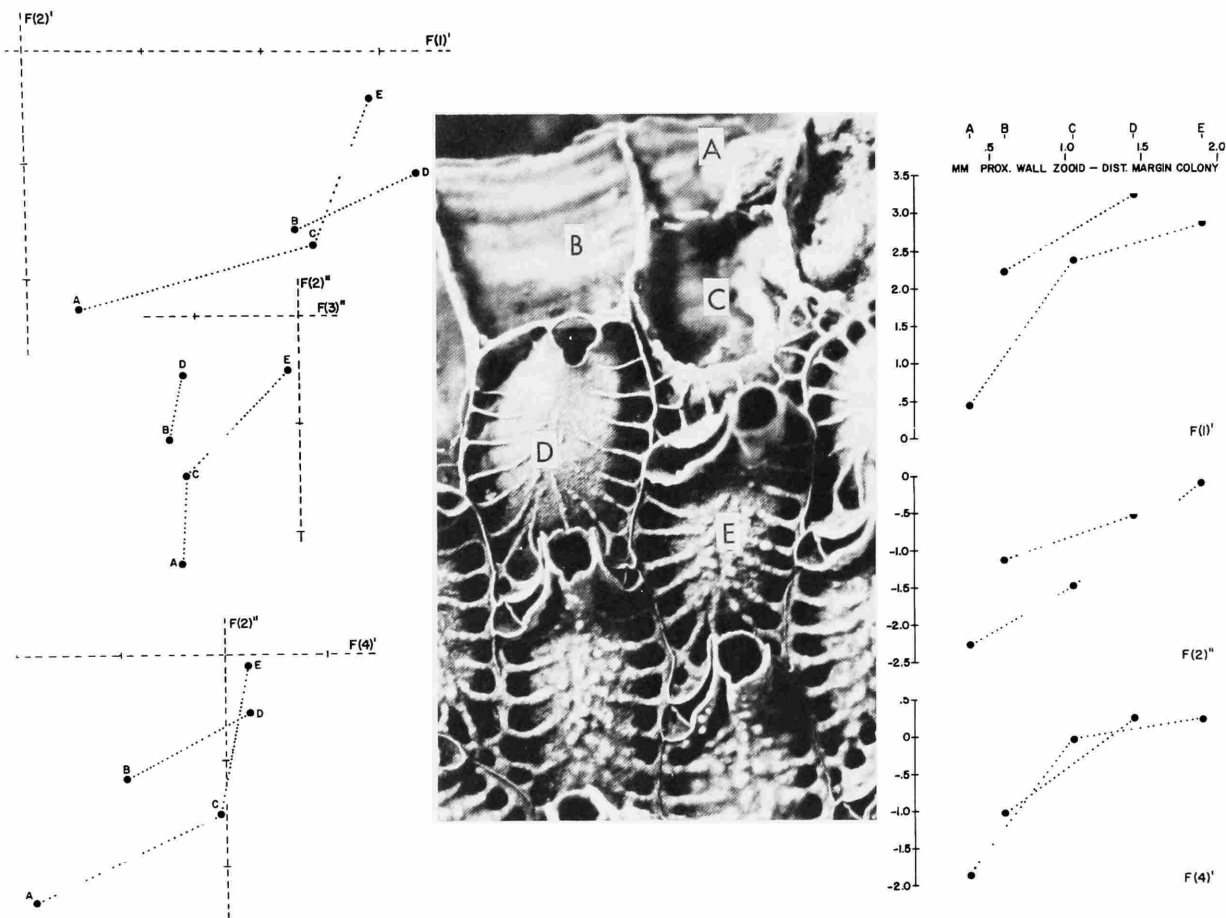 F(2)'
F(1)'
E
D
B
C
A
F(2)"
F(3)"
D
E
B
C
A
F(2)"
F(4)'
E
D
B
C
A
A
B
C
D
E
A B C D E
.5 1.0 1.5 2.0
MM PROX. WALL ZOOID – DIST. MARGIN COLONY
3.5
3.0
2.5
2.0
1.5
1.0
.5
0
F(1)'
0
-.5
-1.0
-1.5
-2.0
-2.5
F(2)"
.5
0
-.5
-1.0
-1.5
-2.0
F(4)'